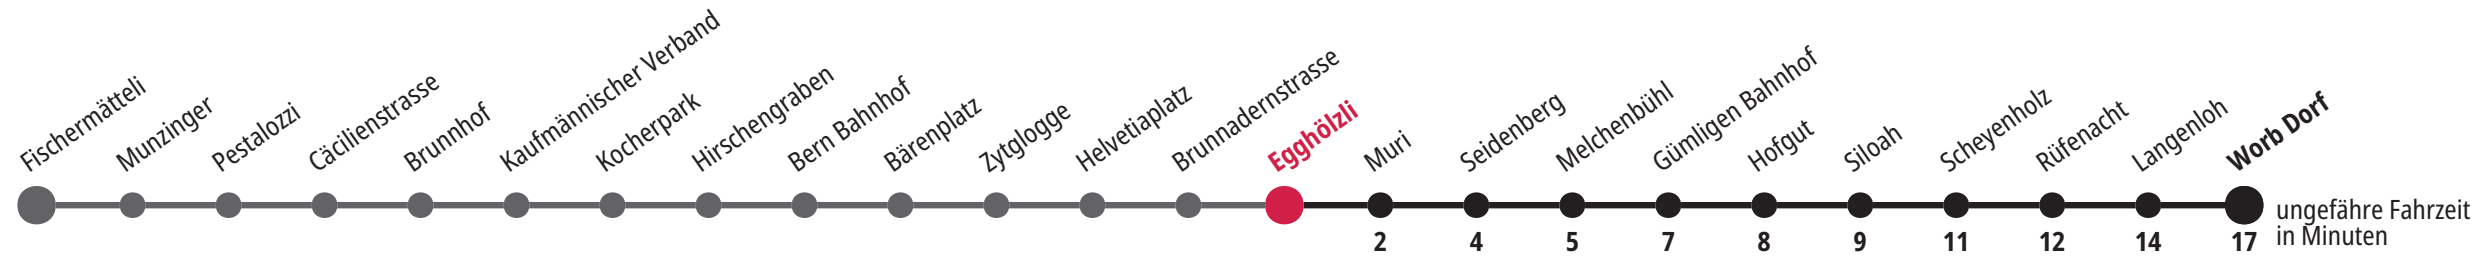 Fischermätteli
Munzinger
Pestalozzi
Cäcilienstrasse
Brunnhof
Kaufmännischer Verband
Kocherpark
Hirschengraben
Bern Bahnhof
Bärenplatz
Zytglogge
Helvetiaplatz
Brunnadernstrasse
Egghölzli
Muri
Seidenberg
Melchenbühl
Gümligen Bahnhof
Hofgut
Siloah
Scheyenholz
Rüfenacht
Langenloh
Worb Dorf
2 4 5 7 8 9 11 12 14 17
ungefähre Fahrzeit
in Minuten